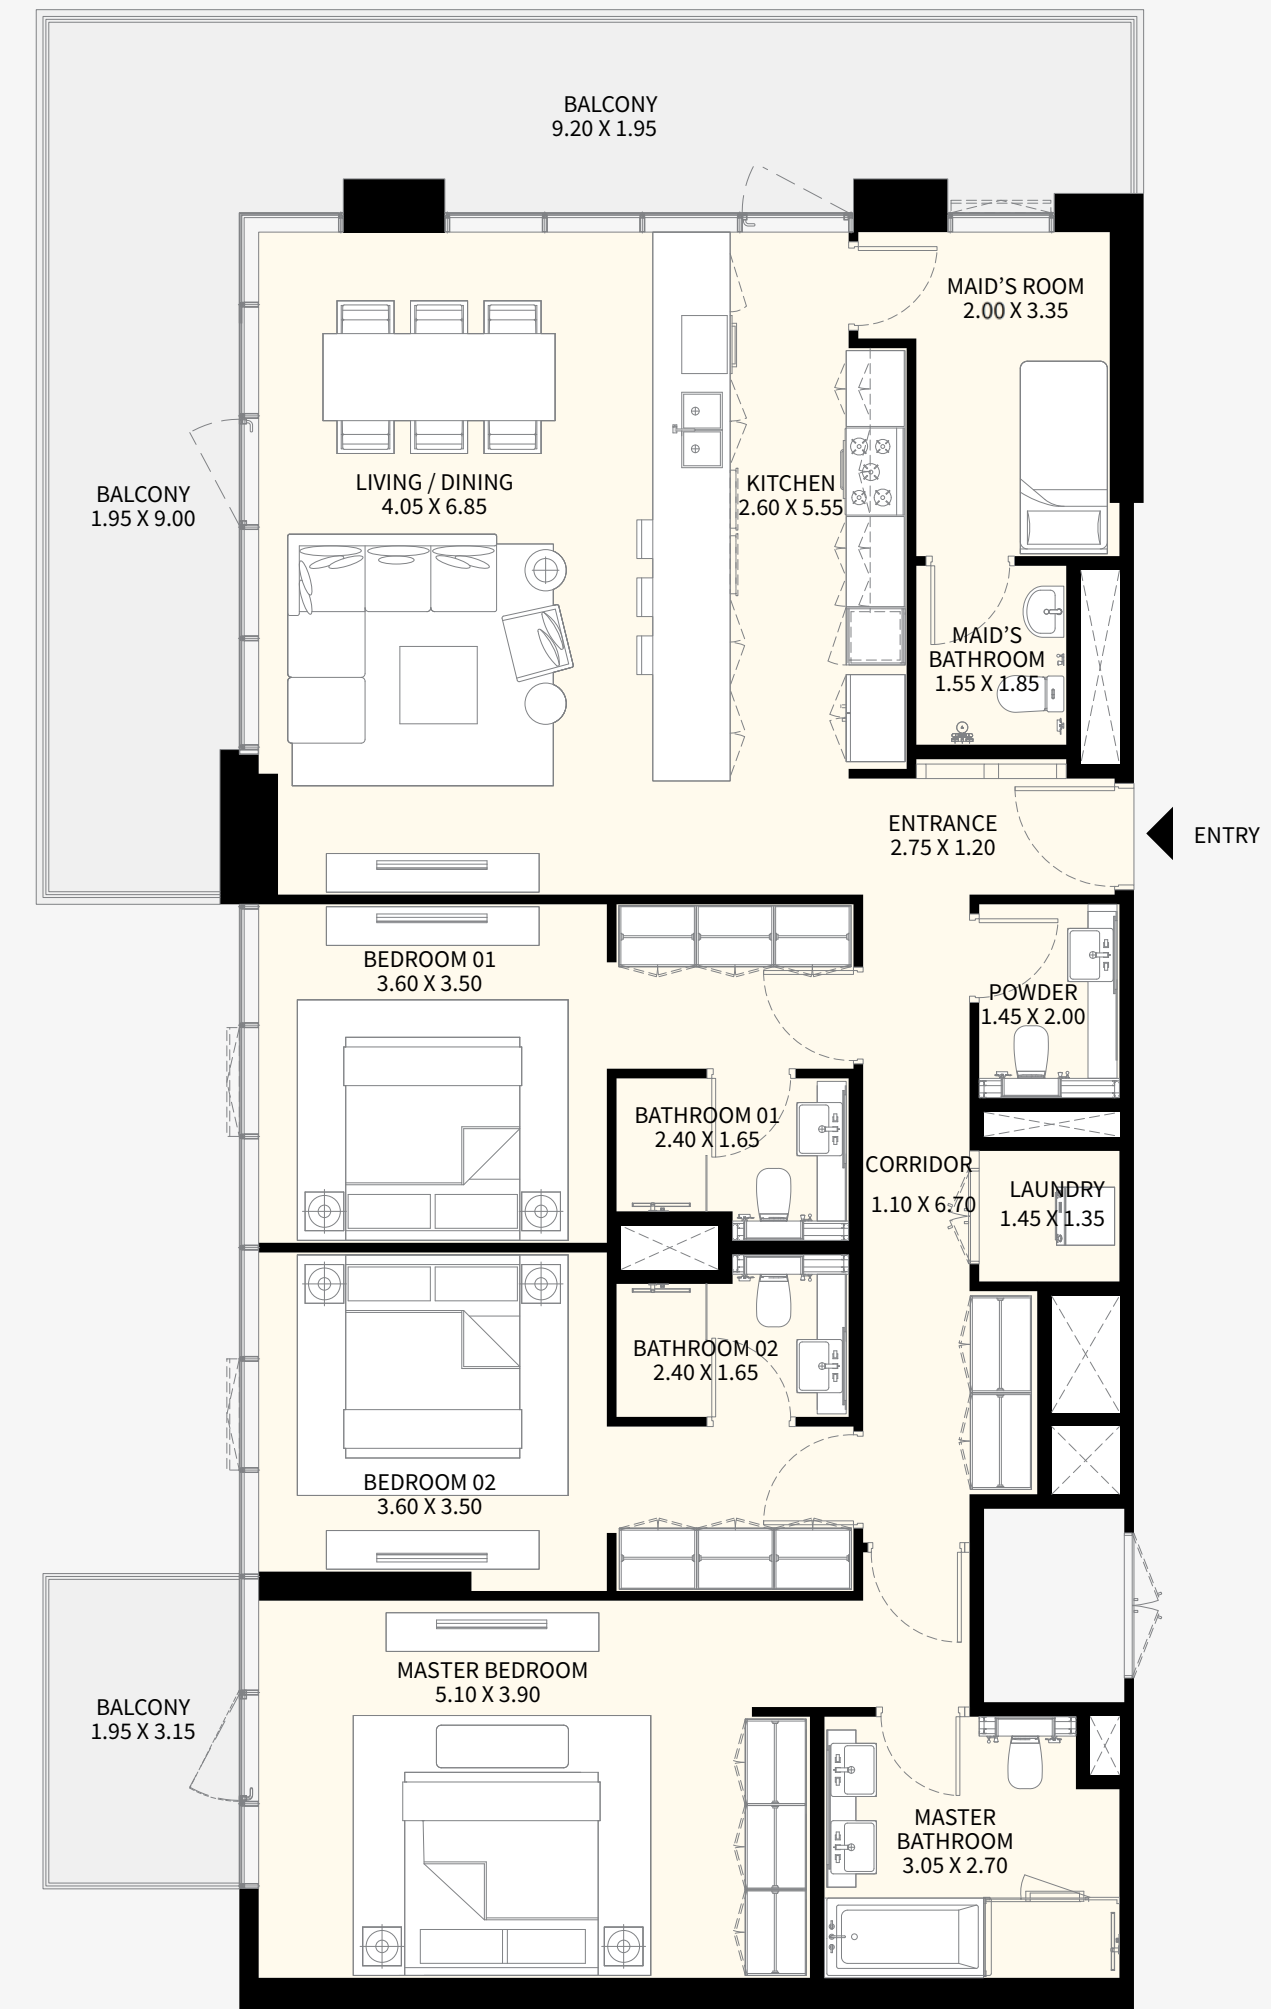 BALCONY
9.20 X 1.95
MAID’S ROOM
2.00 X 3.35
LIVING / DINING
4.05 X 6.85
KITCHEN
2.60 X 5.55
BALCONY
1.95 X 9.00
MAID’S
BATHROOM
1.55 X 1.85
ENTRANCE
2.75 X 1.20
ENTRY
BEDROOM 01
3.60 X 3.50
POWDER
1.45 X 2.00
BATHROOM 01
2.40 X 1.65
CORRIDOR
1.10 X 6.70
LAUNDRY
1.45 X 1.35
BATHROOM 02
2.40 X 1.65
BEDROOM 02
3.60 X 3.50
MASTER BEDROOM
5.10 X 3.90
BALCONY
1.95 X 3.15
MASTER
BATHROOM
3.05 X 2.70